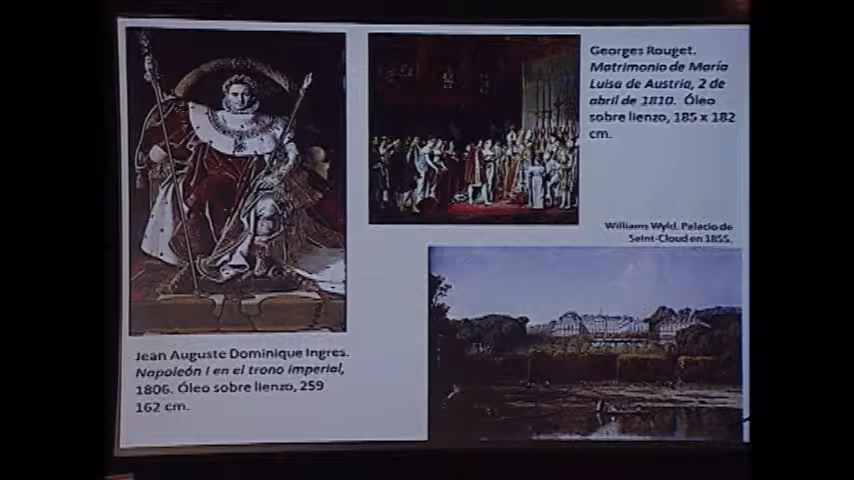 Georges Rouget.
Matrimonio de María
Luisa de Austria, 2 de
abril de 1810. Óleo
sobre lienzo, 185 x 182
cm.
Williams Wyld. Palacio de
Saint-Cloud en 1855.
Jean Auguste Dominique Ingres.
Napoleón I en el trono imperial,
1806. Óleo sobre lienzo, 259
162 cm.